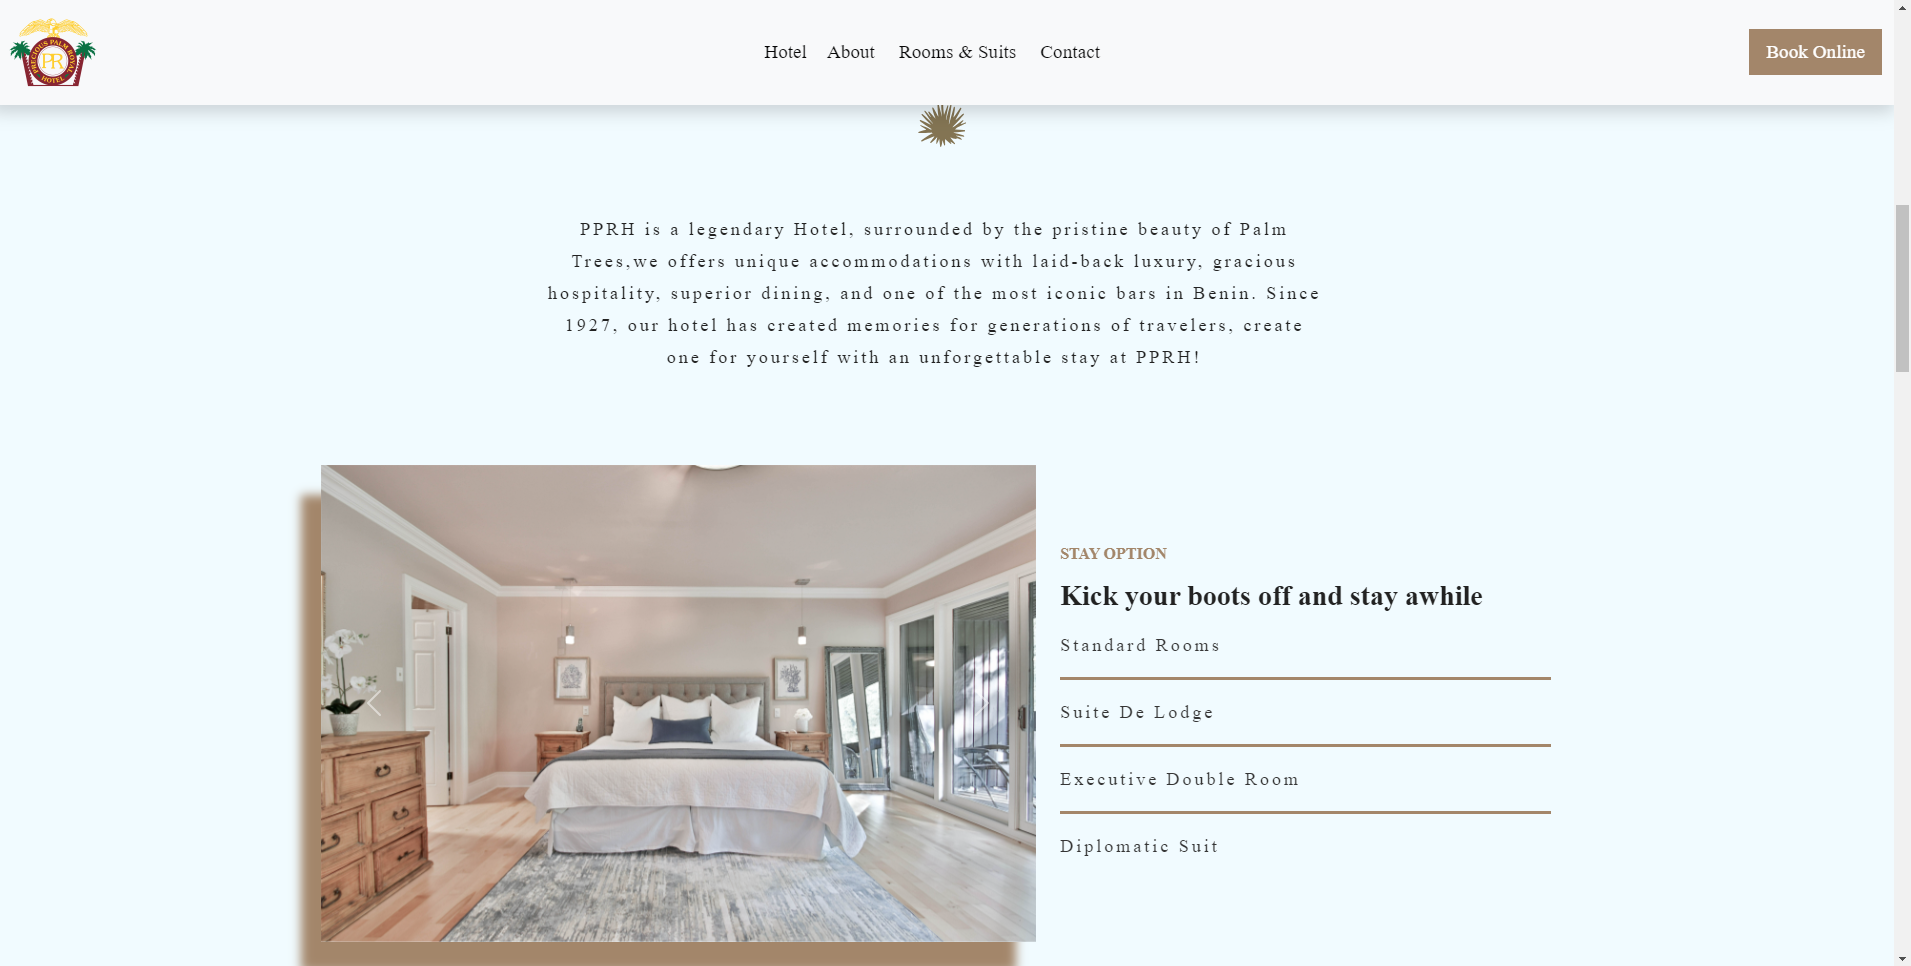 PRECIOUS PALM ROYAL
PR
HOTEL
Hotel About Rooms & Suits Contact
Book Online
PPRH is a legendary Hotel, surrounded by the pristine beauty of Palm
Trees,we offers unique accommodations with laid-back luxury, gracious
hospitality, superior dining, and one of the most iconic bars in Benin. Since
1927, our hotel has created memories for generations of travelers, create
one for yourself with an unforgettable stay at PPRH!
STAY OPTION
Kick your boots off and stay awhile
Standard Rooms
Suite De Lodge
Executive Double Room
Diplomatic Suit